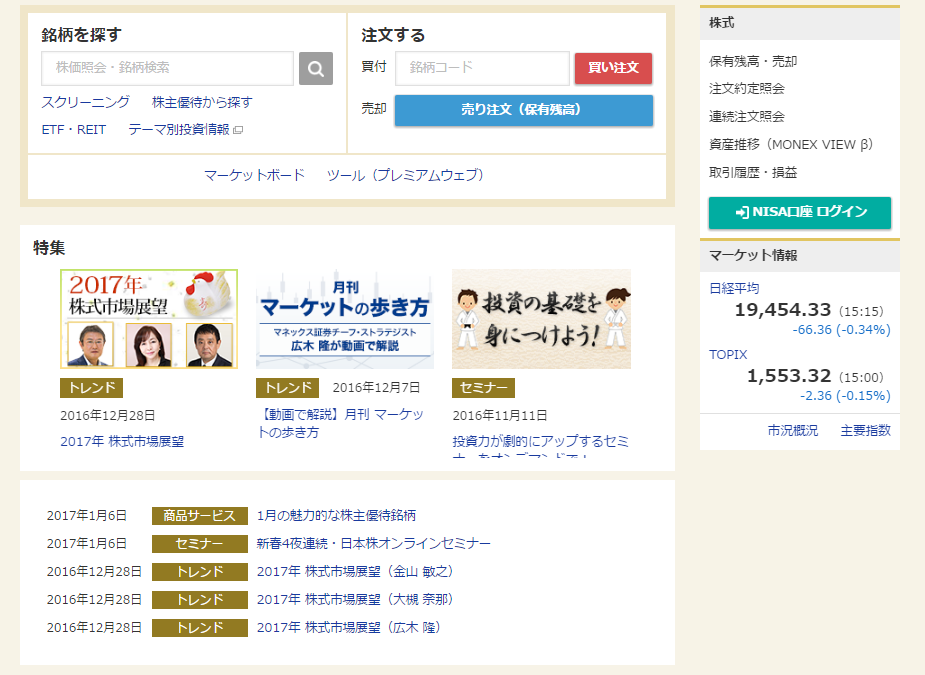 銘柄を探す
株価照会・銘柄検索
スクリーニング 株主優待から探す
ETF・REIT テーマ別投資情報
注文する
買付 銘柄コード 買い注文
売却 売り注文（保有残高）
マーケットボード ツール（プレミアムウェブ）
特集
2017年
株式市場展望
トレンド
2016年12月28日
2017年 株式市場展望
月刊
マーケットの歩き方
マネックス証券チーフ・ストラテジスト
広木 隆が動画で解説
トレンド 2016年12月7日
【動画で解説】月刊 マーケッ
トの歩き方
投資の基礎を
身につけよう!
セミナー
2016年11月11日
投資力が劇的にアップするセミ
ナーをオンデマンドで！
2017年1月6日 商品サービス 1月の魅力的な株主優待銘柄
2017年1月6日 セミナー 新春4夜連続・日本株オンラインセミナー
2016年12月28日 トレンド 2017年 株式市場展望（金山 敏之）
2016年12月28日 トレンド 2017年 株式市場展望（大槻 奈那）
2016年12月28日 トレンド 2017年 株式市場展望（広木 隆）
株式
保有残高・売却
注文約定照会
連続注文照会
資産推移（MONEX VIEW β）
取引履歴・損益
NISA口座 ログイン
マーケット情報
日経平均
19,454.33 (15:15)
-66.36 (-0.34%)
TOPIX
1,553.32 (15:00)
-2.36 (-0.15%)
市況概況 主要指数